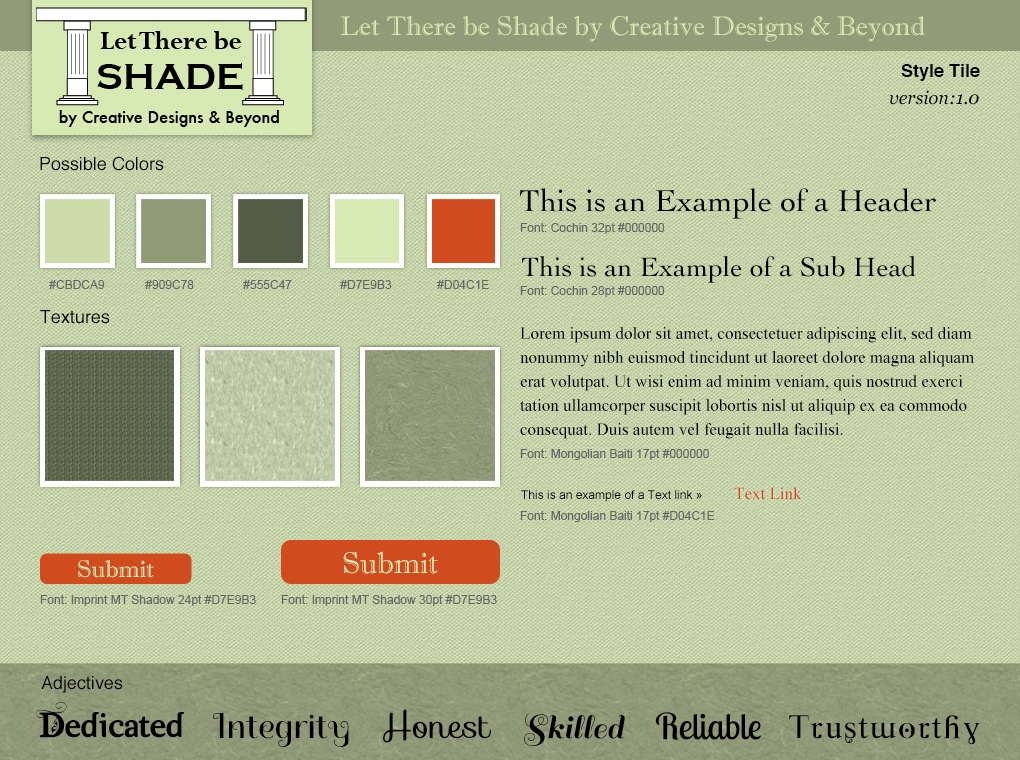 Let There be
SHADE
by Creative Designs & Beyond
Let There be Shade by Creative Designs & Beyond
Style Tile
version:1.0
Possible Colors
#CBDCA9 #909C78 #555C47 #D7E9B3 #D04C1E
Textures
Submit Submit
Font: Imprint MT Shadow 24pt #D7E9B3 Font: Imprint MT Shadow 30pt #D7E9B3
This is an Example of a Header
Font: Cochin 32pt #000000
This is an Example of a Sub Head
Font: Cochin 28pt #000000
Lorem ipsum dolor sit amet, consectetuer adipiscing elit, sed diam
nonummy nibh euismod tincidunt ut laoreet dolore magna aliquam
erat volutpat. Ut wisi enim ad minim veniam, quis nostrud exerci
tation ullamcorper suscipit lobortis nisl ut aliquip ex ea commodo
consequat. Duis autem vel feugait nulla facilisi.
Font: Mongolian Baiti 17pt #000000
This is an example of a Text link » Text Link
Font: Mongolian Baiti 17pt #D04C1E
Adjectives
Dedicated Integrity Honest Skilled Reliable Trustworthy